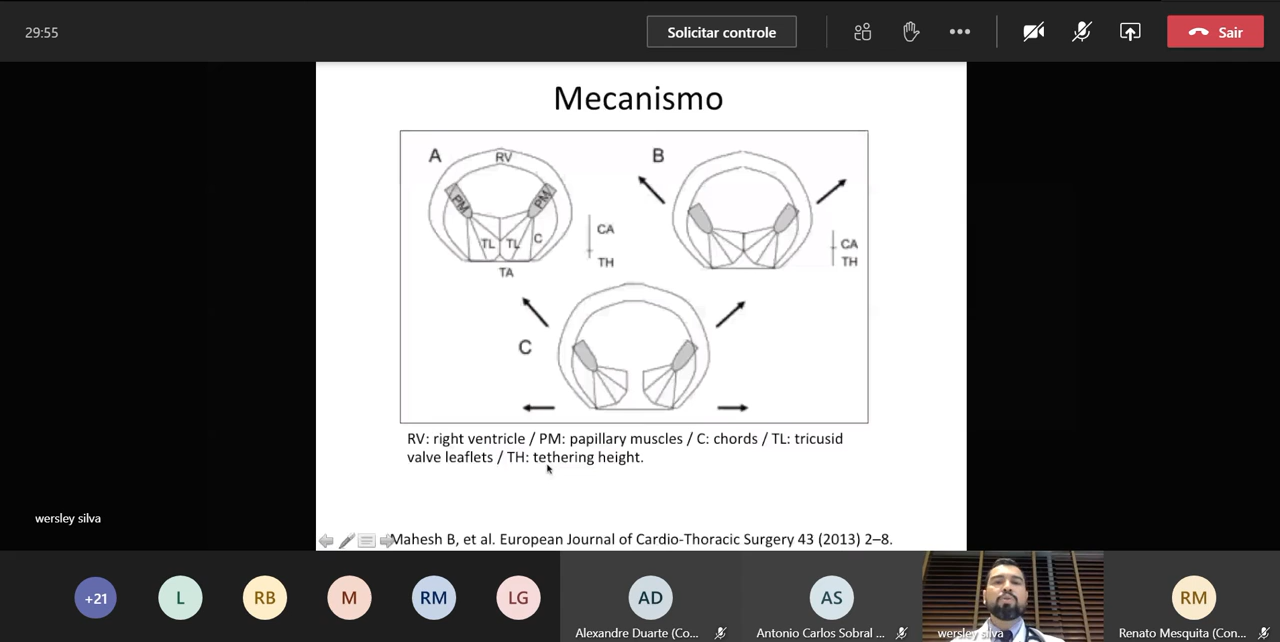 29:55
Solicitar controle
Sair
Mecanismo
A
RV
B
PM
PM
CA
TL
TL
C
TH
TA
CA
TH
C
RV: right ventricle / PM: papillary muscles / C: chords / TL: tricusid
valve leaflets / TH: tethering height.
wersley silva
Mahesh B, et al. European Journal of Cardio-Thoracic Surgery 43 (2013) 2–8.
+21
L
RB
M
RM
LG
AD
AS
RM
Alexandre Duarte (Co...
Antonio Carlos Sobral ...
wersley silva
Renato Mesquita (Con...